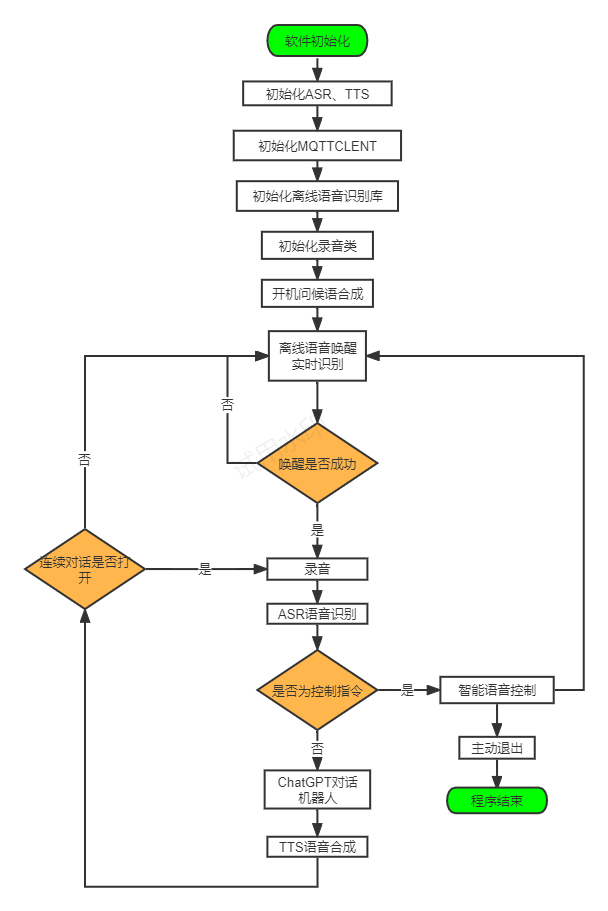 软件初始化
初始化ASR、TTS
初始化MQTTCLENT
初始化离线语音识别库
初始化录音类
开机问候语合成
离线语音唤醒
实时识别
否
试用水印
唤醒是否成功
否
是
连续对话是否打
开
是
录音
ASR语音识别
是否为控制指令
是
智能语音控制
否
主动退出
ChatGPT对话
机器人
程序结束
TTS语音合成